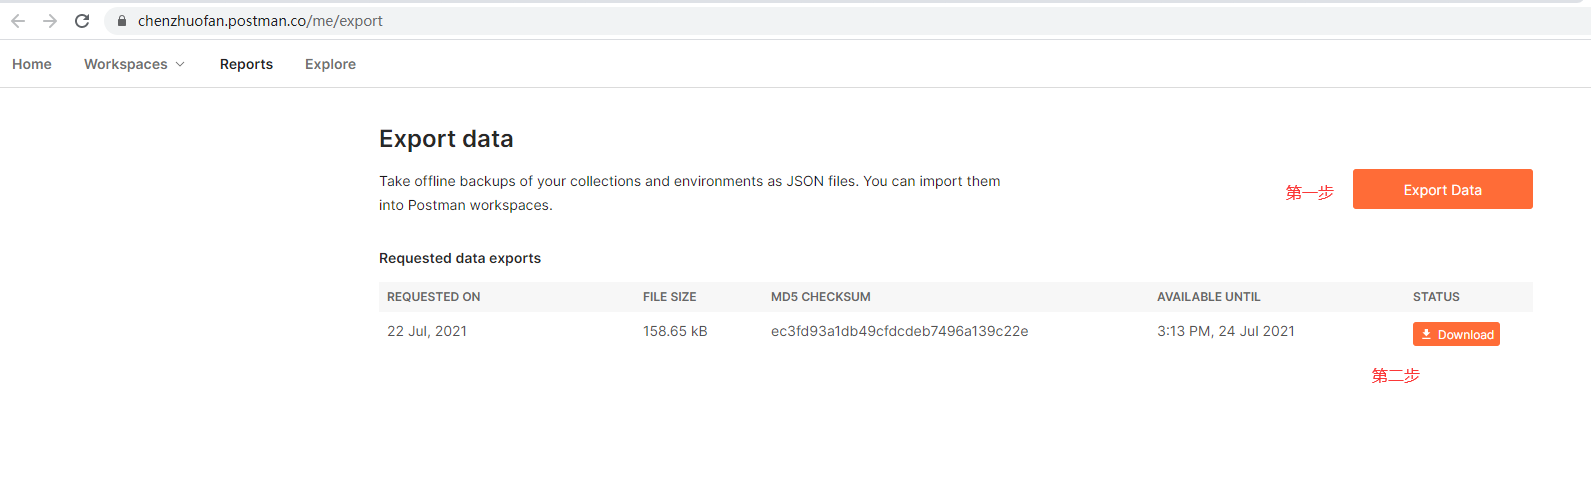 chenzhuofan.postman.co/me/export
Home Workspaces Reports Explore
Export data
Take offline backups of your collections and environments as JSON files. You can import them
into Postman workspaces.
第一步 Export Data
Requested data exports
REQUESTED ON FILE SIZE MD5 CHECKSUM AVAILABLE UNTIL STATUS
22 Jul, 2021 158.65 kB ec3fd93a1db49cfdcdeb7496a139c22e 3:13 PM, 24 Jul 2021 Download
第二步